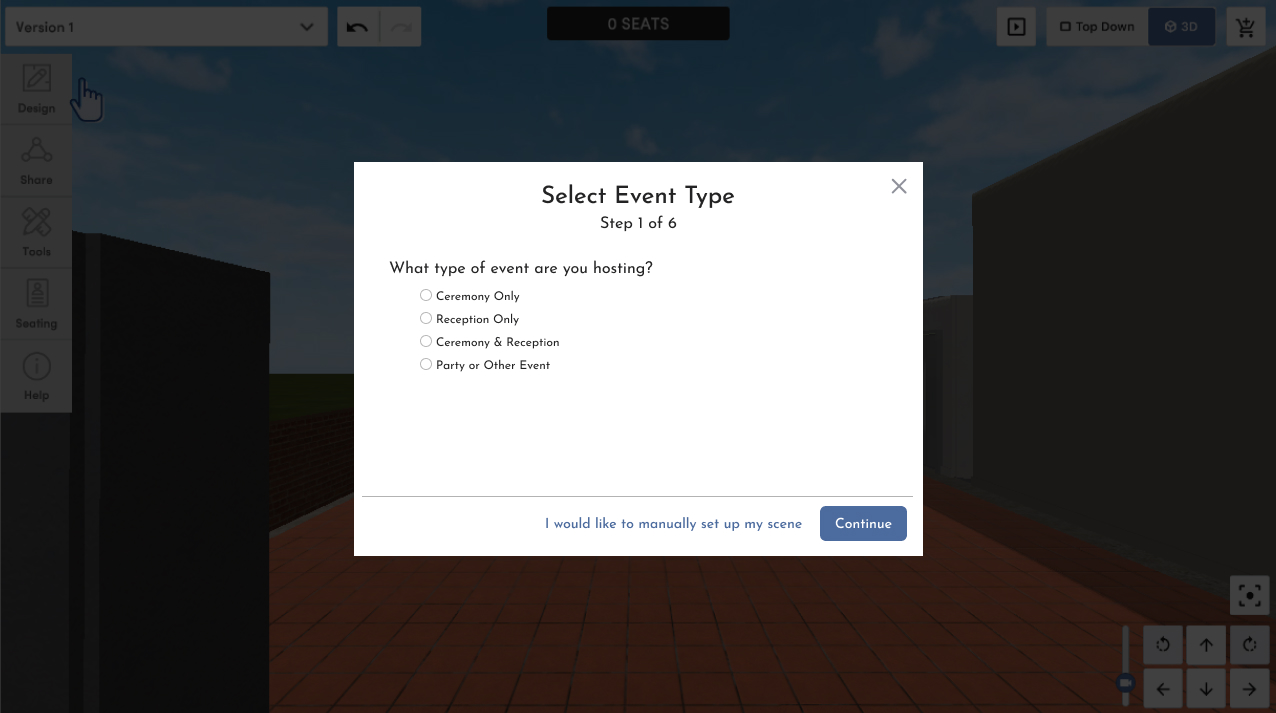 Version 1
0 SEATS
Top Down
3D
Design
Share
Tools
Seating
Help
Select Event Type
Step 1 of 6
What type of event are you hosting?
Ceremony Only
Reception Only
Ceremony & Reception
Party or Other Event
I would like to manually set up my scene
Continue